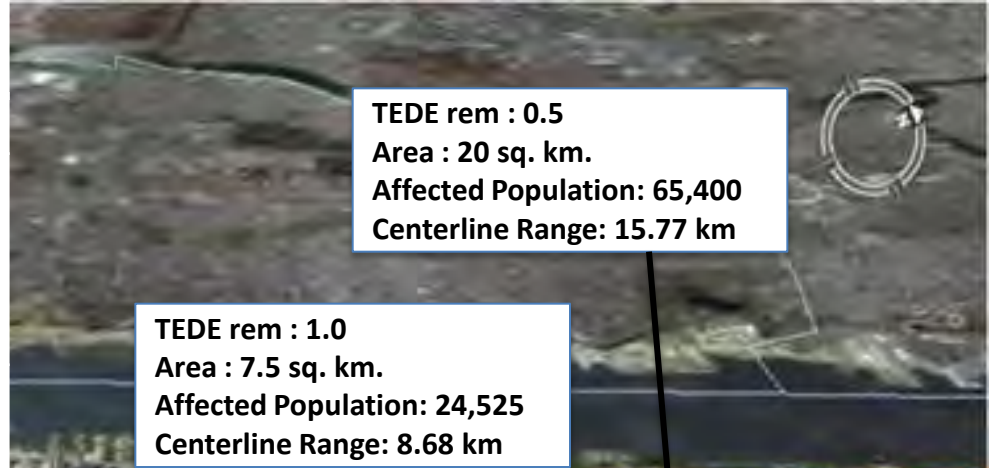 TEDE rem : 0.5
Area : 20 sq. km.
Affected Population: 65,400
Centerline Range: 15.77 km
TEDE rem : 1.0
Area : 7.5 sq. km.
Affected Population: 24,525
Centerline Range: 8.68 km